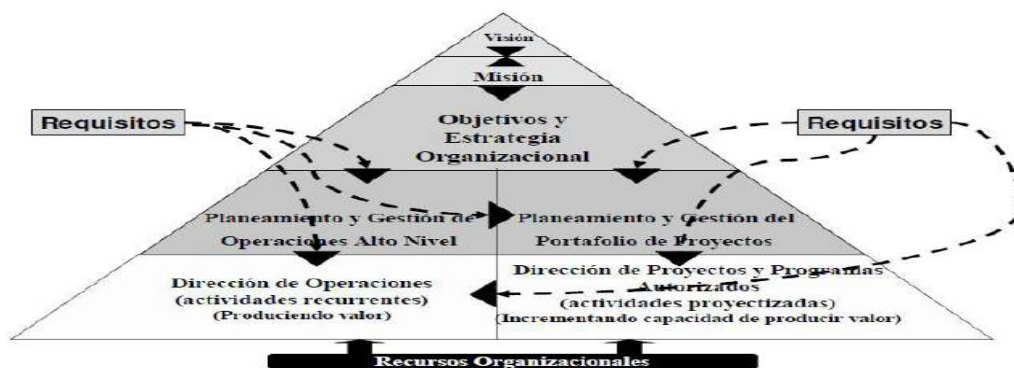 Visión
Misión
Requisitos
Requisitos
Objetivos y
Estrategia
Organizacional
Planeamiento y Gestión de
Operaciones Alto Nivel
Planeamiento y Gestión del
Portafolio de Proyectos
Dirección de Operaciones
(actividades recurrentes)
(Produciendo valor)
Dirección de Proyectos y Programas
Autorizados
(actividades proyectizadas)
(Incrementando capacidad de producir valor)
Recursos Organizacionales